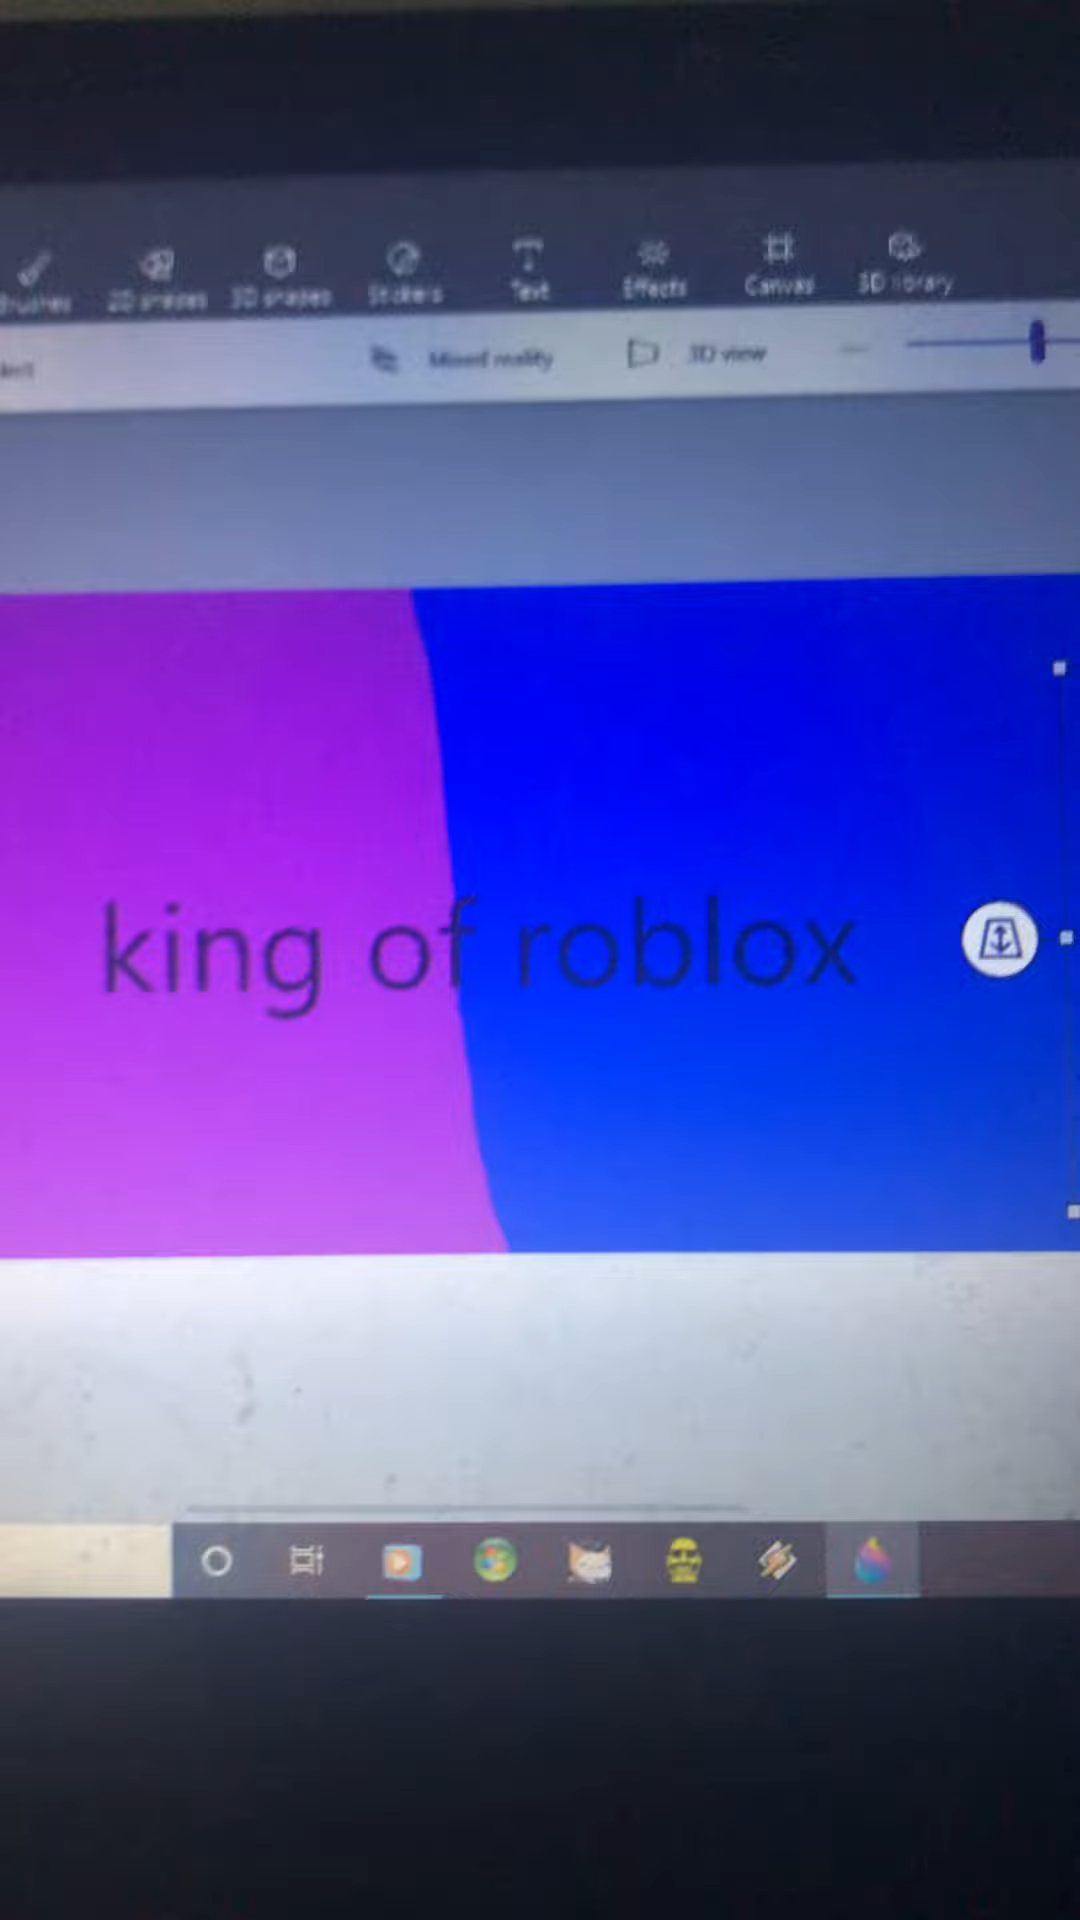 Brushes 2D shapes 3D shapes Stickers Text Effects Canvas 3D library
Mixed reality 3D view
king of roblox